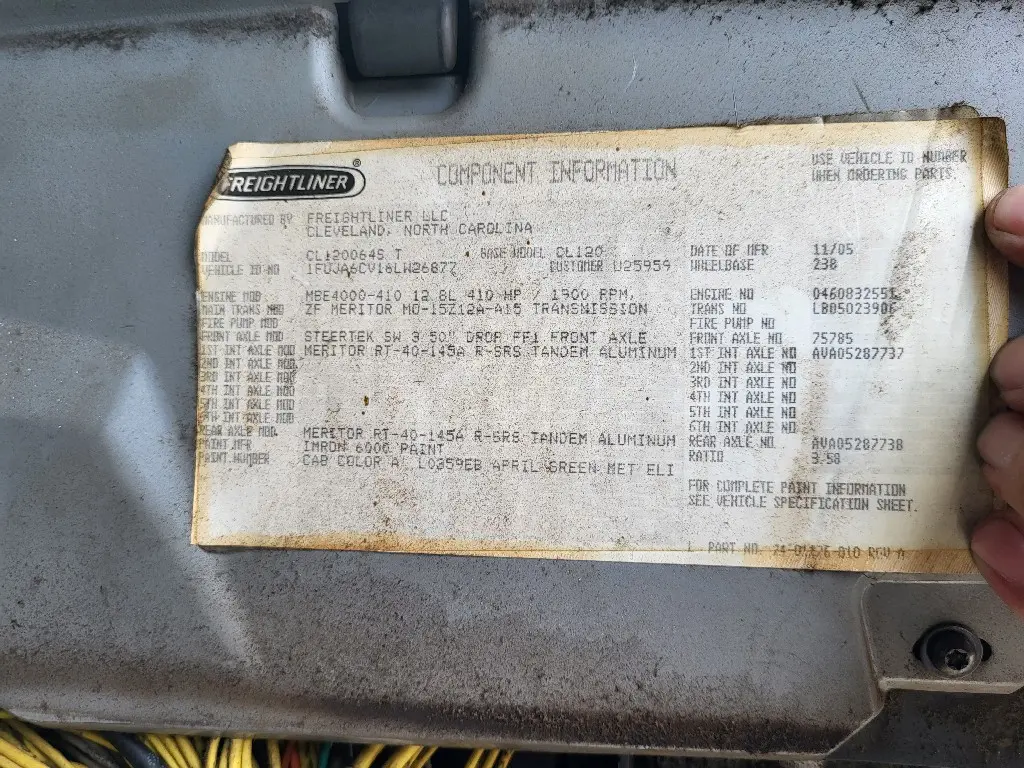 FREIGHTLINER ®
COMPONENT INFORMATION
USE VEHICLE ID NUMBER
WHEN ORDERING PARTS.
MANUFACTURED BY FREIGHTLINER LLC
CLEVELAND, NORTH CAROLINA
MODEL CL120064S T BASE MODEL CL120 DATE OF MFR 11/05
VEHICLE ID NO 1FUJA6CV16LW26877 CUSTOMER U25959 WHEELBASE 238
ENGINE MOD MBE4000-410 12.8L 410 HP / 1900 RPM, ENGINE NO 0460832551
MAIN TRANS MOD ZF MERITOR MO-15Z12A-A15 TRANSMISSION TRANS NO
FIRE PUMP MOD FIRE PUMP NO
FRONT AXLE MOD STEERTEK SW 3.50" DROP FF1 FRONT AXLE FRONT AXLE NO 75785
1ST INT AXLE MOD MERITOR RT-40-145A R-SRS TANDEM ALUMINUM 1ST INT AXLE NO AVA05287737
2ND INT AXLE MOD 2ND INT AXLE NO
3RD INT AXLE MOD 3RD INT AXLE NO
4TH INT AXLE MOD 4TH INT AXLE NO
5TH INT AXLE MOD 5TH INT AXLE NO
6TH INT AXLE MOD 6TH INT AXLE NO
REAR AXLE MOD. MERITOR RT-40-145A R-SRS TANDEM ALUMINUM REAR AXLE NO. AVA05287738
PAINT MFR IMRON 6000 PAINT RATIO 3.58
PAINT NUMBER CAB COLOR A: L0359EB APRIL GREEN MET ELI
FOR COMPLETE PAINT INFORMATION
SEE VEHICLE SPECIFICATION SHEET.
PART NO. 24-01176-010 REV A